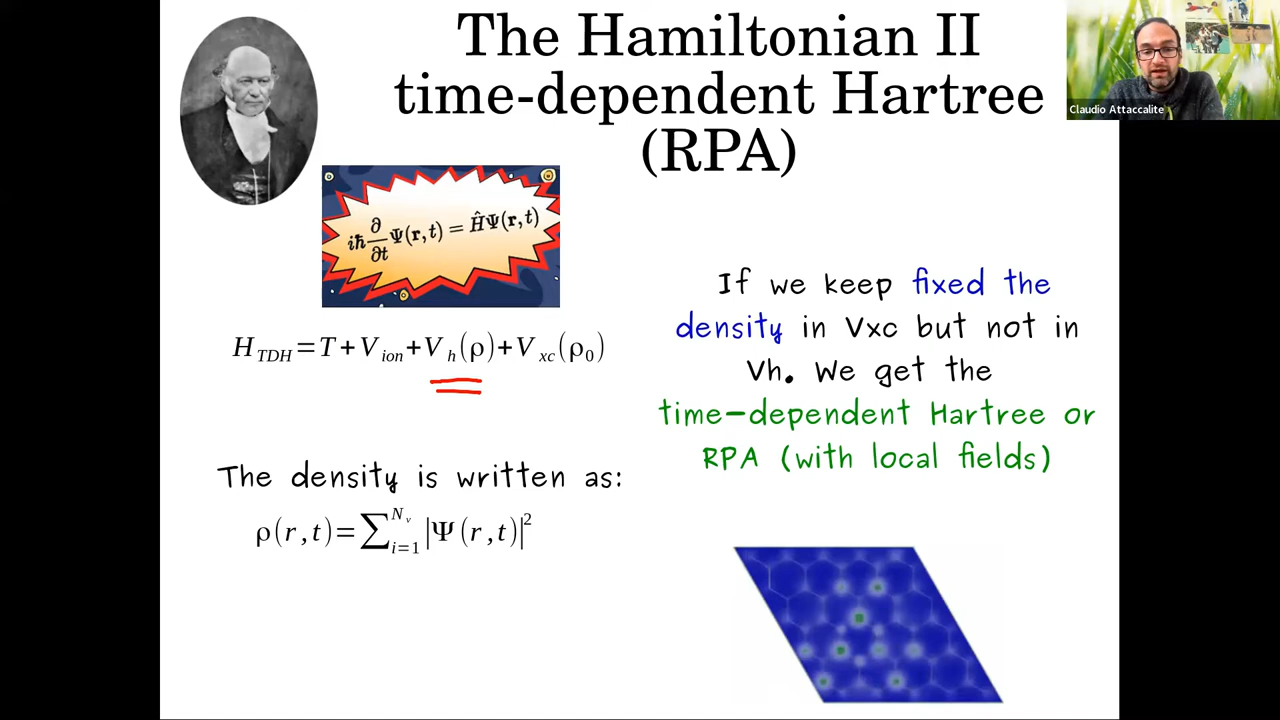 The Hamiltonian II
time-dependent Hartree
(RPA)
Claudio Attaccalite
iħ ∂/∂t Ψ(r,t) = ĤΨ(r,t)
H_TDH = T + V_ion + V_h(ρ) + V_xc(ρ_0)
If we keep fixed the
density in Vxc but not in
Vh. We get the
time-dependent Hartree or
RPA (with local fields)
The density is written as:
ρ(r,t) = ∑_{i=1}^{N_v} |Ψ(r,t)|^2